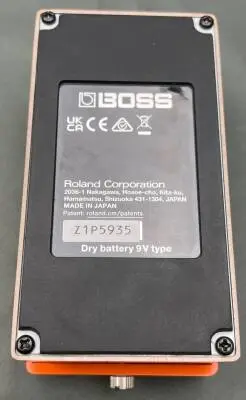 BOSS
UK
CA CE
Roland Corporation
2036-1 Nakagawa, Hosoe-cho, Kita-ku,
Hamamatsu, Shizuoka 431-1304, JAPAN
MADE IN JAPAN
Patent: roland.cm/patents
Z1P5935
Dry battery 9V type